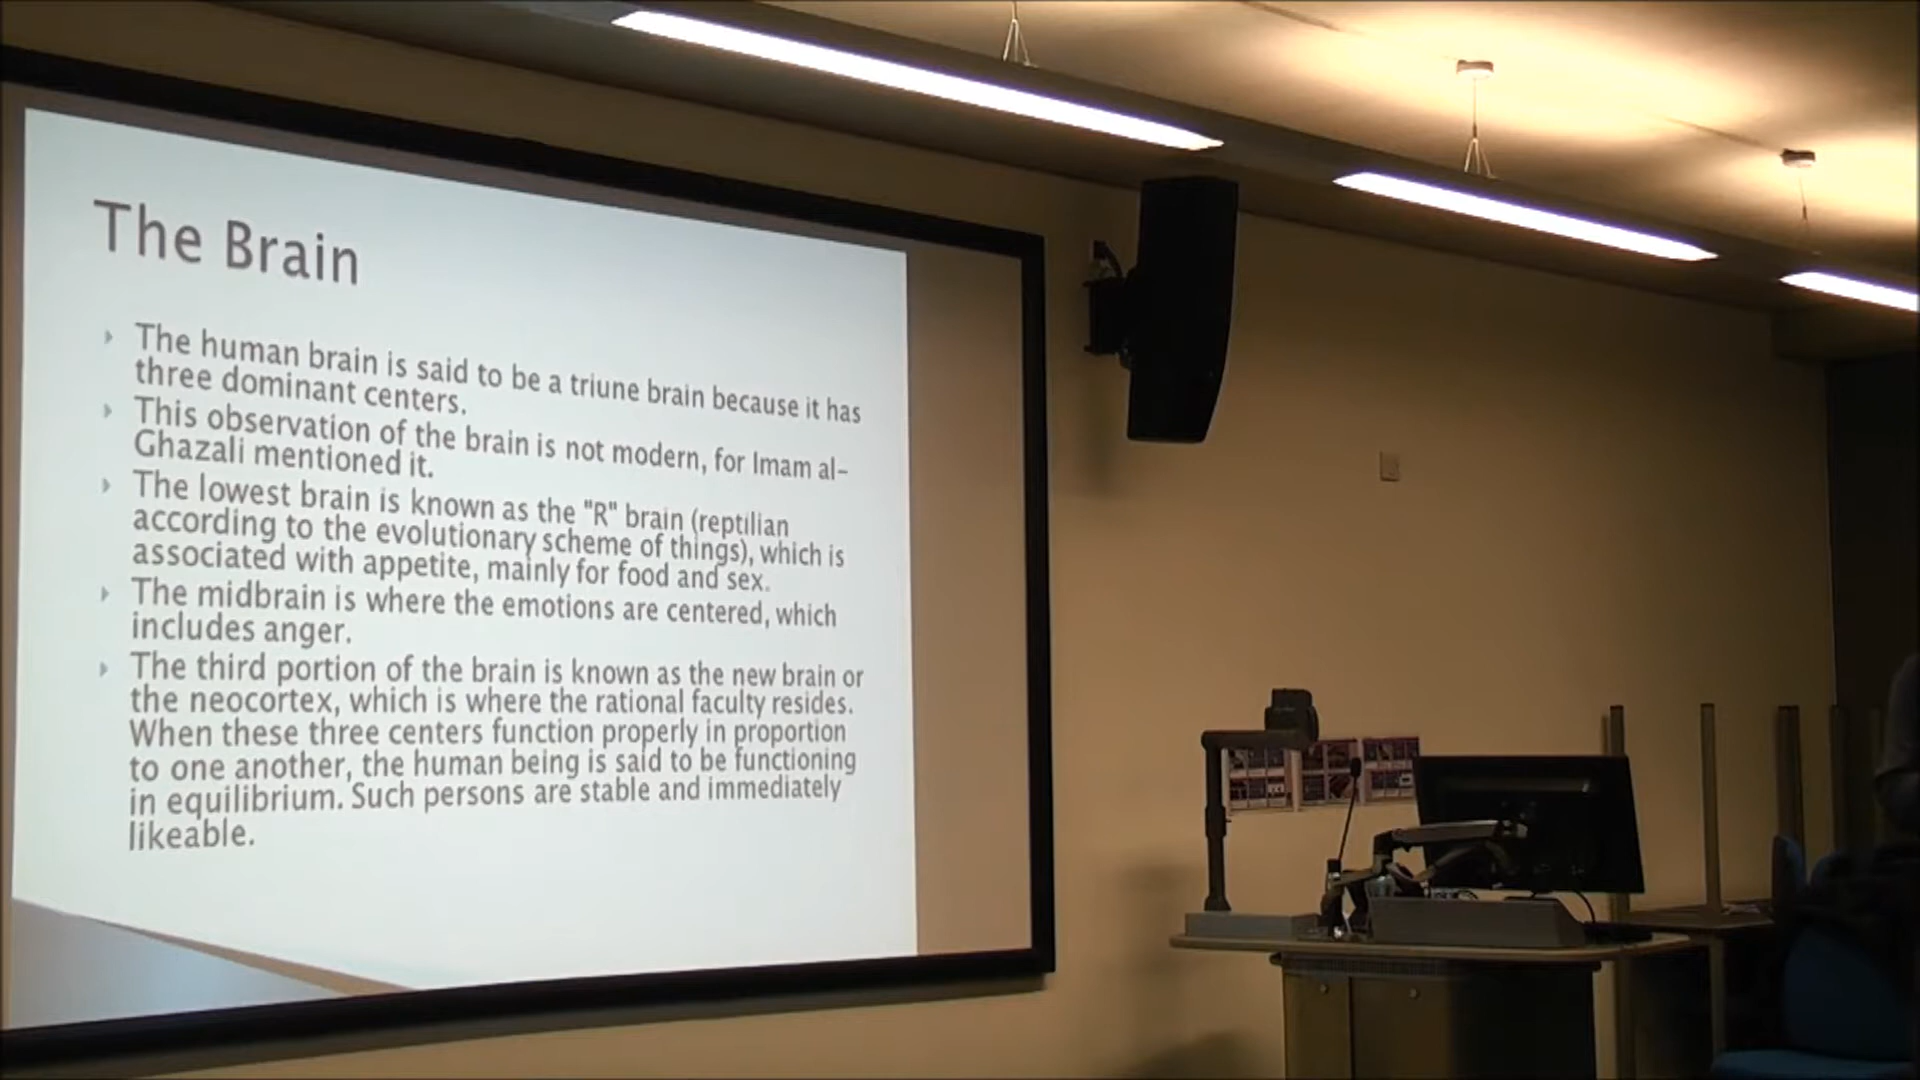 The Brain
The human brain is said to be a triune brain because it has
three dominant centers.
This observation of the brain is not modern, for Imam al-
Ghazali mentioned it.
The lowest brain is known as the "R" brain (reptilian
according to the evolutionary scheme of things), which is
associated with appetite, mainly for food and sex.
The midbrain is where the emotions are centered, which
includes anger.
The third portion of the brain is known as the new brain or
the neocortex, which is where the rational faculty resides.
When these three centers function properly in proportion
to one another, the human being is said to be functioning
in equilibrium. Such persons are stable and immediately
likeable.